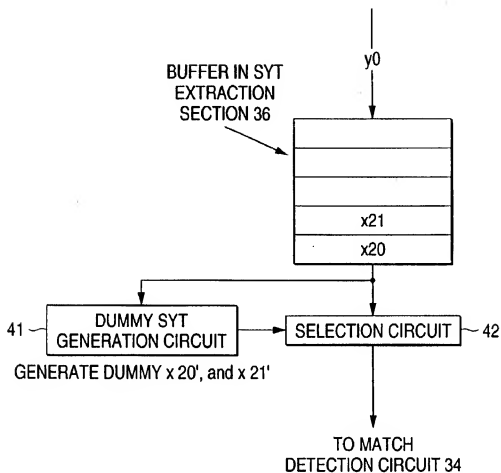 y0
BUFFER IN SYT
EXTRACTION
SECTION 36
x21
x20
41
DUMMY SYT
GENERATION CIRCUIT
SELECTION CIRCUIT
42
GENERATE DUMMY x 20', and x 21'
TO MATCH
DETECTION CIRCUIT 34